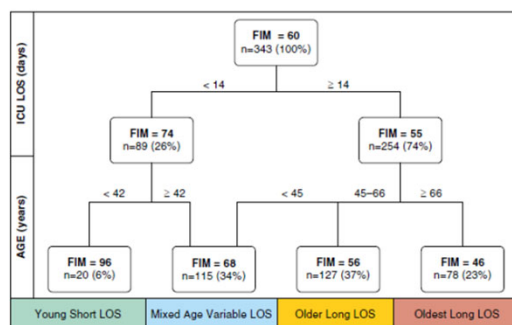 FIM = 60
n=343 (100%)
ICU LOS (days)
< 14
≥ 14
FIM = 74
n=89 (26%)
FIM = 55
n=254 (74%)
AGE (years)
< 42
≥ 42
< 45
45–66
≥ 66
FIM = 96
n=20 (6%)
FIM = 68
n=115 (34%)
FIM = 56
n=127 (37%)
FIM = 46
n=78 (23%)
Young Short LOS
Mixed Age Variable LOS
Older Long LOS
Oldest Long LOS